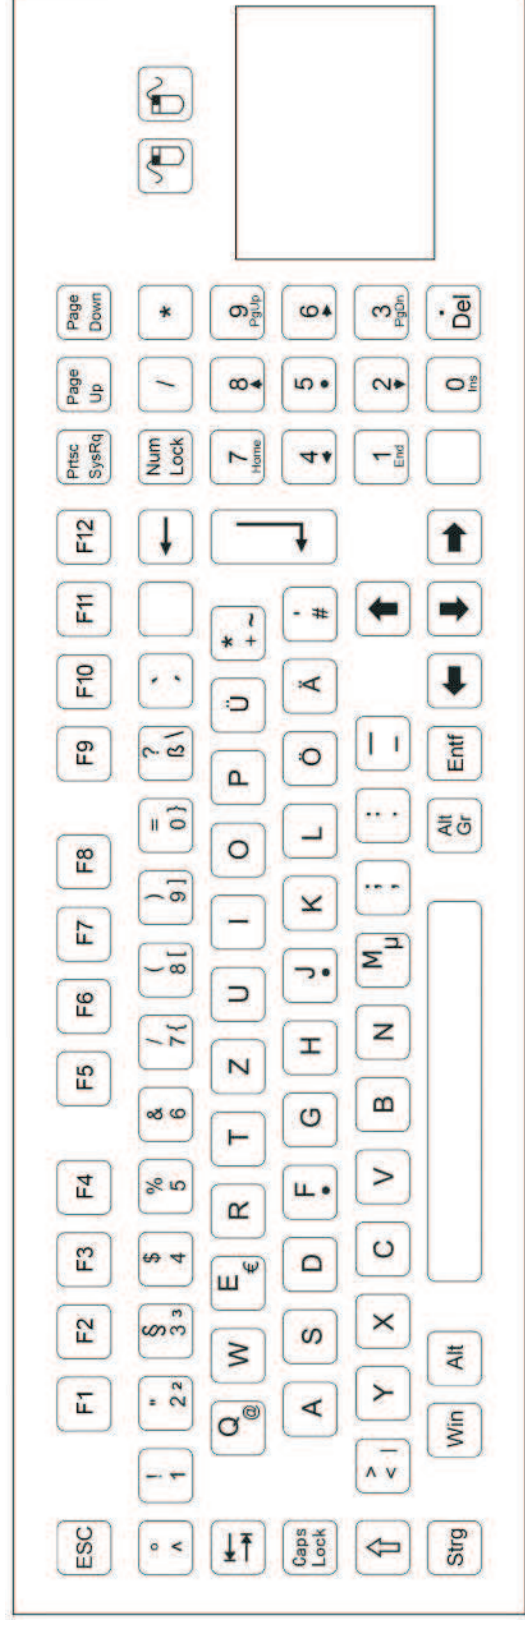 ESC F1 F2 F3 F4 F5 F6 F7 F8 F9 F10 F11 F12 Prtsc SysRq Page Up Page Down
° ^ ! 1 " 2 ² § 3 ³ $ 4 % 5 & 6 / 7 { ( 8 [ ) 9 ] = 0 } ? ß \ ` ´ Num Lock / *
Q @ W E € R T Z U I O P Ü * + ~ 7 Home 8 9 PgUp
Caps Lock A S D F G H J K L Ö Ä ' # 4 5 6
> < | Y X C V B N M µ ; , : . _ - 1 End 2 3 PgDn
Strg Win Alt Alt Gr Entf 0 Ins . Del